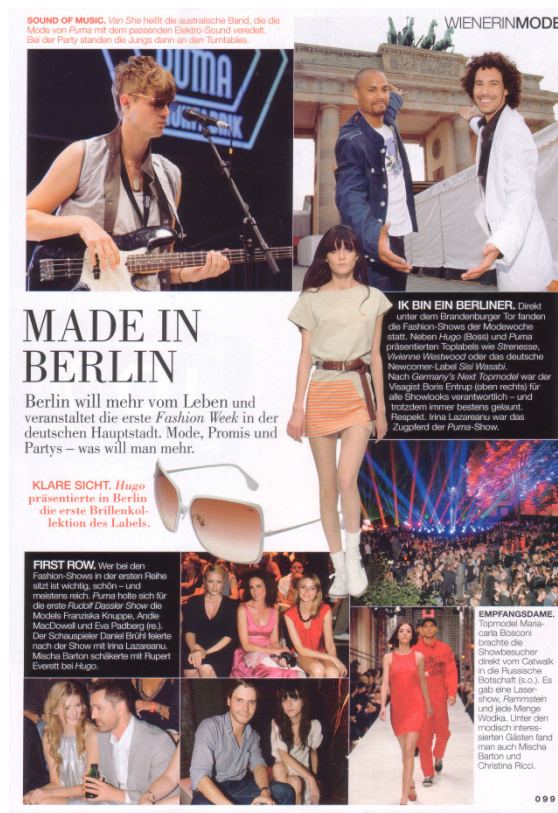 SOUND OF MUSIC. Van She heißt die australische Band, die die
Mode von Puma mit dem passenden Elektro-Sound veredelt.
Bei der Party standen die Jungs dann an den Turntables.
WIENERINMODE
PUMA
MADE IN
BERLIN
Berlin will mehr vom Leben und
veranstaltet die erste Fashion Week in der
deutschen Hauptstadt. Mode, Promis und
Partys – was will man mehr.
IK BIN EIN BERLINER. Direkt
unter dem Brandenburger Tor fanden
die Fashion-Shows der Modewoche
statt. Neben Hugo (Boss) und Puma
präsentierten Toplabels wie Strenesse,
Vivienne Westwood oder das deutsche
Newcomer-Label Sisi Wasabi.
Nach Germany's Next Topmodel war der
Visagist Boris Entrup (oben rechts) für
alle Showlooks verantwortlich – und
trotzdem immer bestens gelaunt.
Respekt. Irina Lazareanu war das
Zugpferd der Puma-Show.
KLARE SICHT. Hugo
präsentierte in Berlin
die erste Brillenkol-
lektion des Labels.
FIRST ROW. Wer bei den
Fashion-Shows in der ersten Reihe
sitzt ist wichtig, schön – und
meistens reich. Puma holte sich für
die erste Rudolf Dassler Show die
Models Franziska Knuppe, Andie
MacDowell und Eva Padberg (re.).
Der Schauspieler Daniel Brühl feierte
nach der Show mit Irina Lazareanu.
Mischa Barton schäkerte mit Rupert
Everett bei Hugo.
EMPFANGSDAME.
Topmodel Maria-
carla Bosconi
brachte die
Showbesucher
direkt vom Catwalk
in die Russische
Botschaft (s.o.). Es
gab eine Laser-
show, Rammstein
und jede Menge
Wodka. Unter den
modisch interes-
sierten Gästen fand
man auch Mischa
Barton und
Christina Ricci.
099